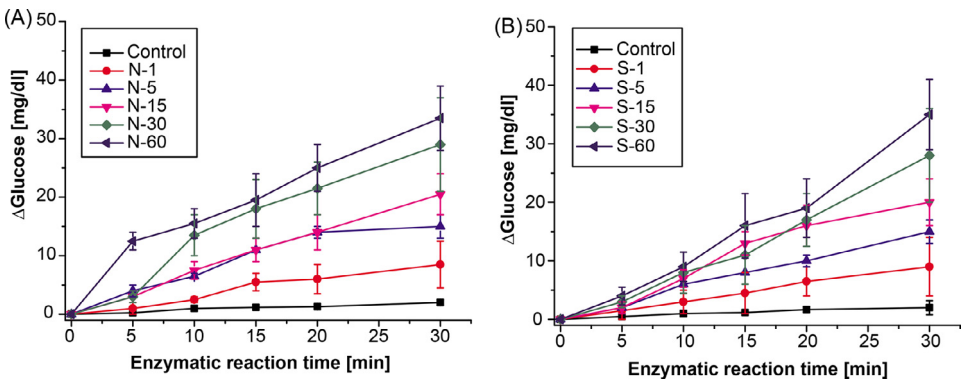 (A)
50
40
30
20
10
0
ΔGlucose [mg/dl]
Control
N-1
N-5
N-15
N-30
N-60
0 5 10 15 20 25 30
Enzymatic reaction time [min]
(B)
50
40
30
20
10
0
ΔGlucose [mg/dl]
Control
S-1
S-5
S-15
S-30
S-60
0 5 10 15 20 25 30
Enzymatic reaction time [min]